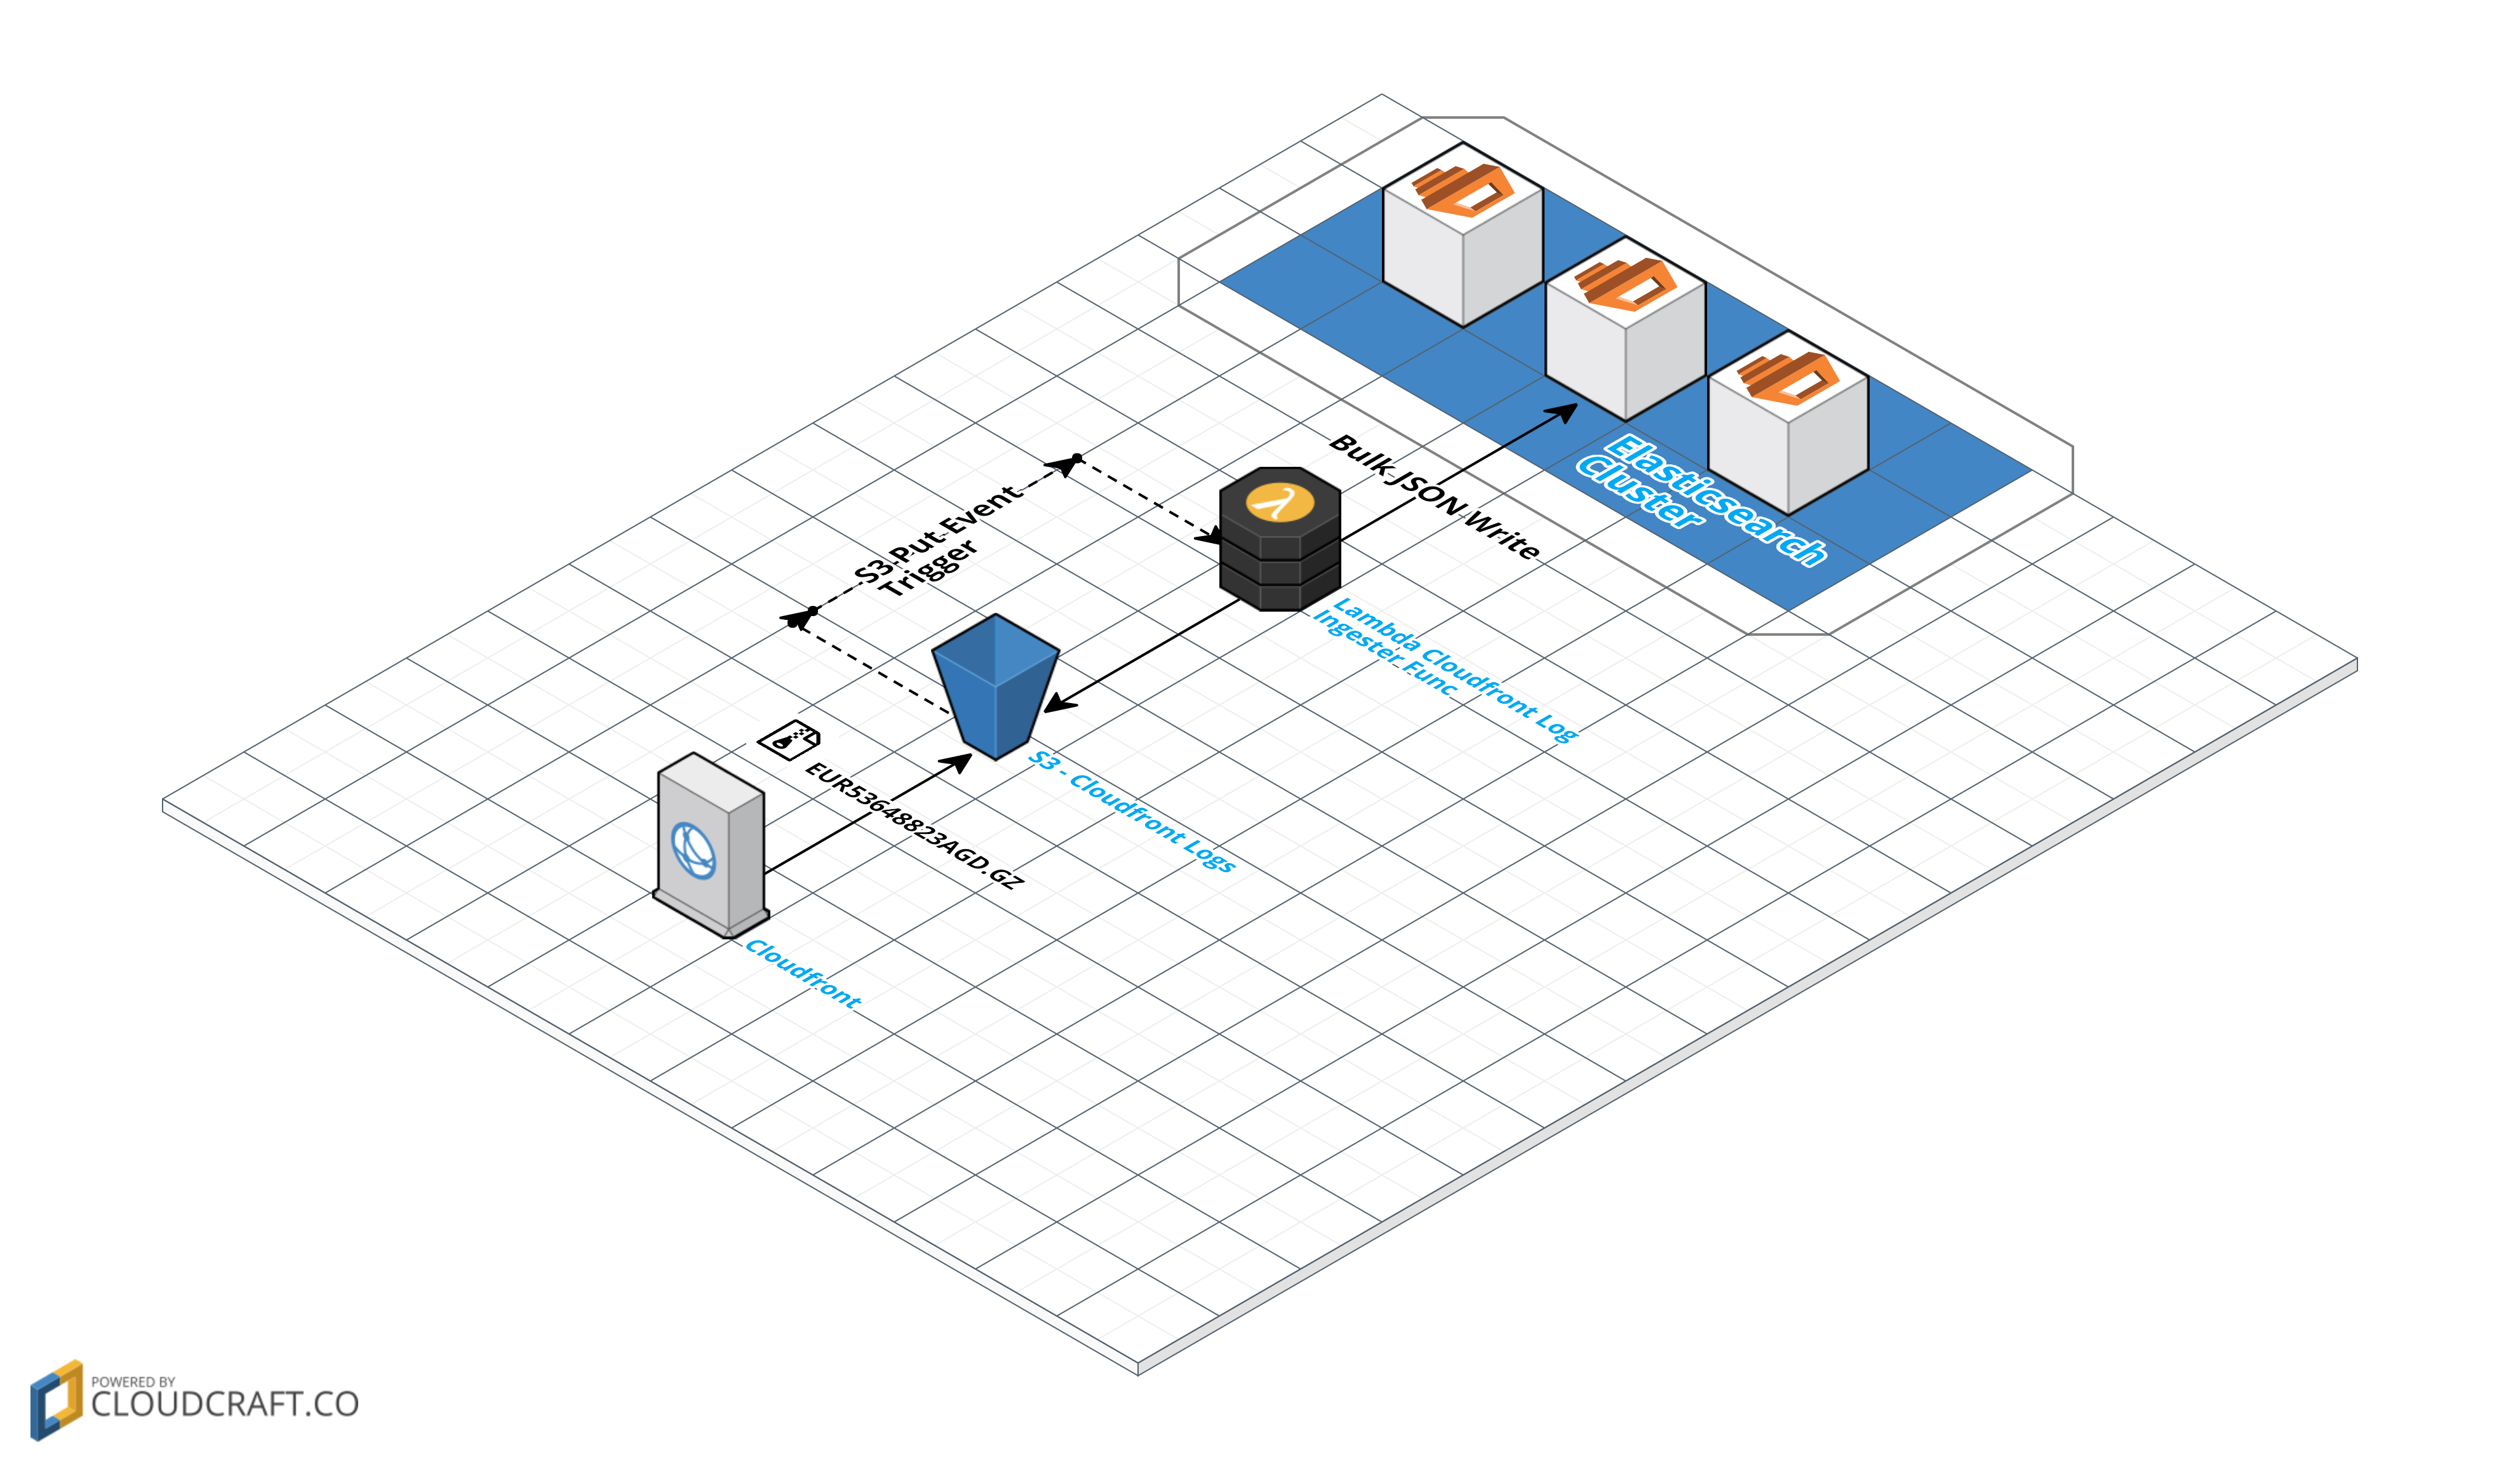 Elasticsearch
Cluster
Bulk JSON Write
S3 Put Event
Trigger
Lambda Cloudfront Log
Ingester Func
S3 - Cloudfront Logs
EUR53648823AGD.GZ
Cloudfront
POWERED BY
CLOUDCRAFT.CO